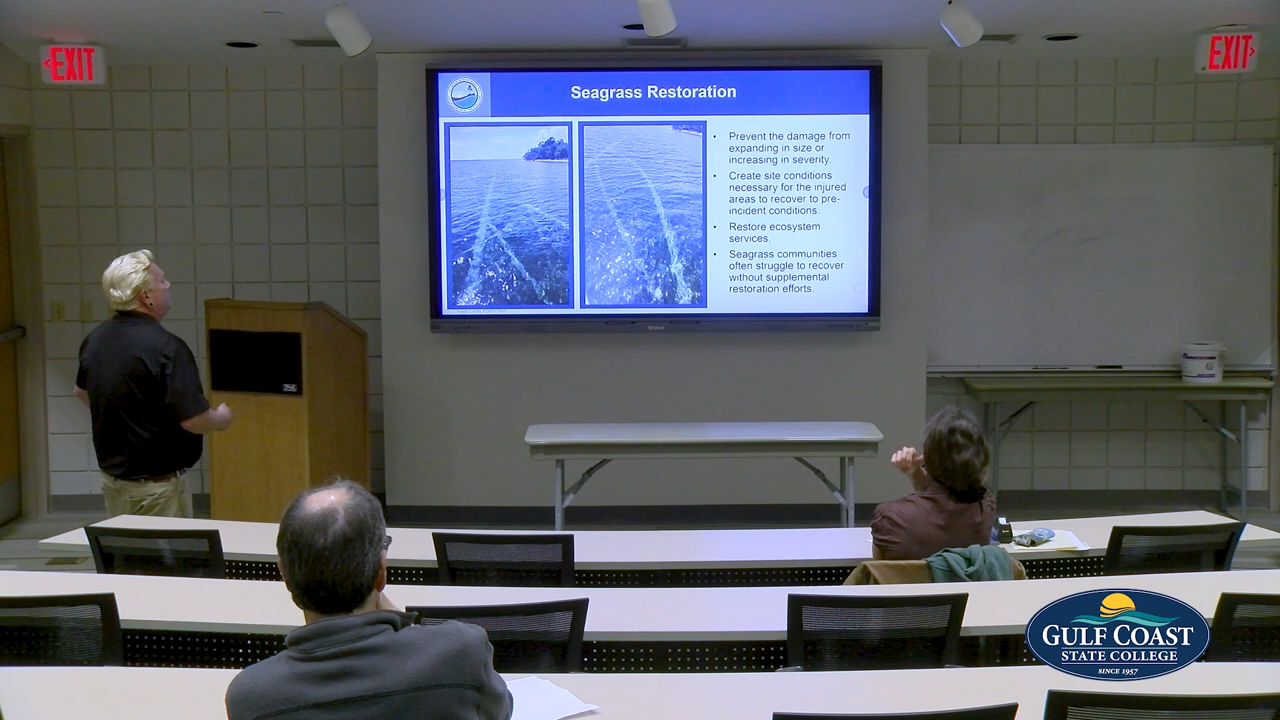 EXIT
EXIT
Seagrass Restoration
• Prevent the damage from
expanding in size or
increasing in severity.
• Create site conditions
necessary for the injured
areas to recover to pre-
incident conditions.
• Restore ecosystem
services.
• Seagrass communities
often struggle to recover
without supplemental
restoration efforts.
GULF COAST
STATE COLLEGE
SINCE 1957